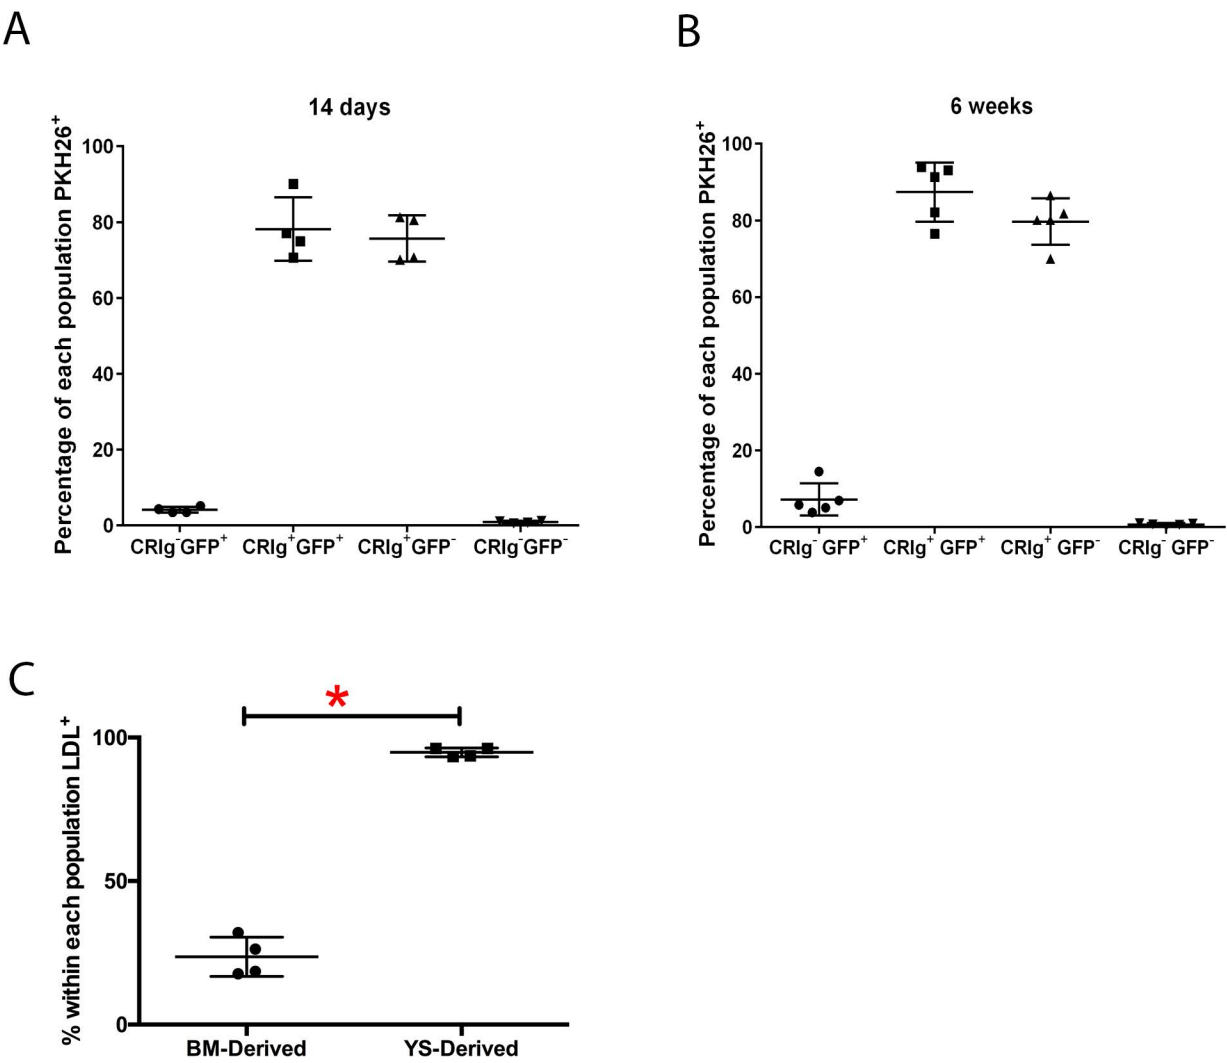 A
14 days
Percentage of each population PKH26⁺
100
80
60
40
20
0
CRIg⁻GFP⁺
CRIg⁺GFP⁺
CRIg⁺GFP⁻
CRIg⁻GFP⁻
B
6 weeks
Percentage of each population PKH26⁺
100
80
60
40
20
0
CRIg⁻ GFP⁺
CRIg⁺ GFP⁺
CRIg⁺ GFP⁻
CRIg⁻ GFP⁻
C
*
% within each population LDL⁺
100
50
0
BM-Derived
YS-Derived